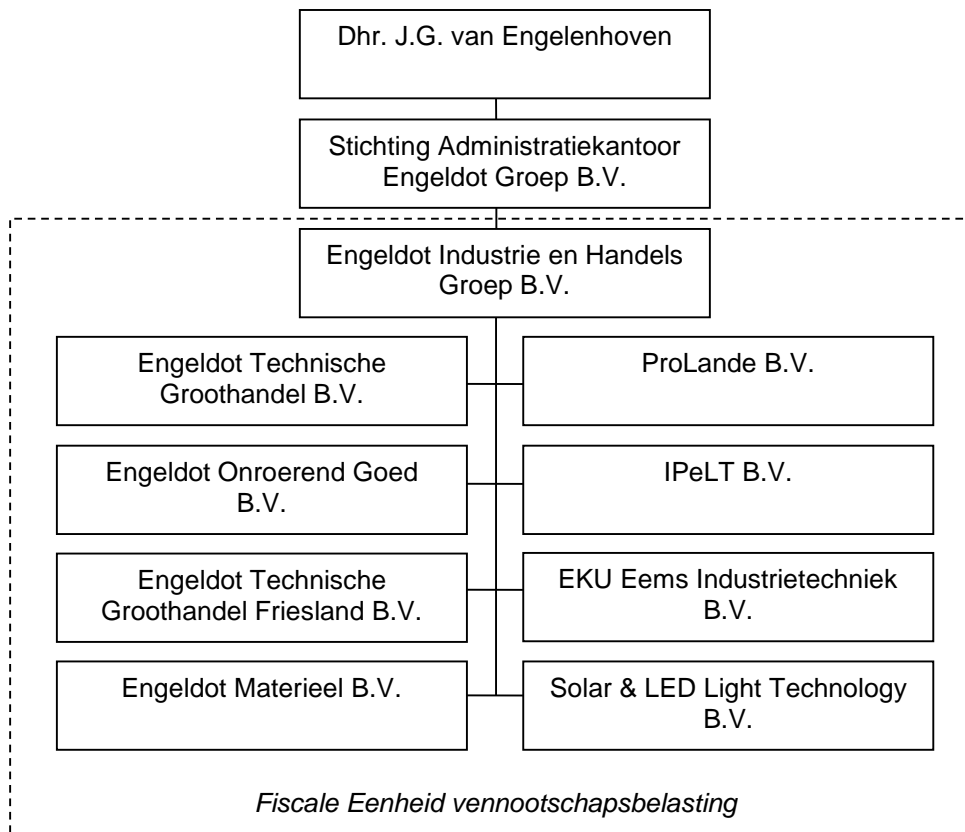 Dhr. J.G. van Engelenhoven
Stichting Administratiekantoor
Engeldot Groep B.V.
Engeldot Industrie en Handels
Groep B.V.
Engeldot Technische
Groothandel B.V.
ProLande B.V.
Engeldot Onroerend Goed
B.V.
IPeLT B.V.
Engeldot Technische
Groothandel Friesland B.V.
EKU Eems Industrietechniek
B.V.
Engeldot Materieel B.V.
Solar & LED Light Technology
B.V.
Fiscale Eenheid vennootschapsbelasting